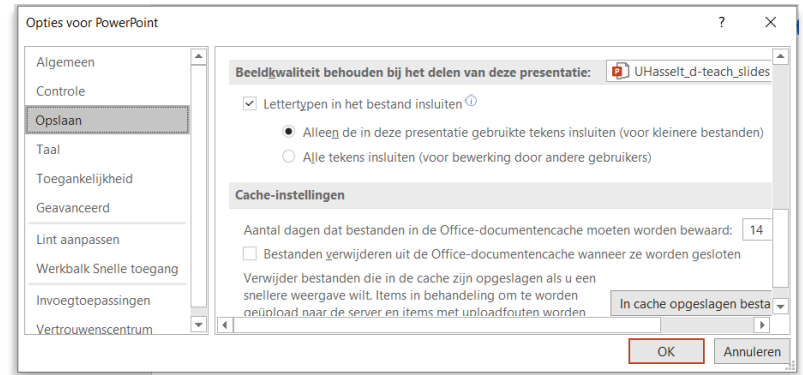 Opties voor PowerPoint
?
Algemeen
Controle
Opslaan
Taal
Toegankelijkheid
Geavanceerd
Lint aanpassen
Werkbalk Snelle toegang
Invoegtoepassingen
Vertrouwenscentrum
Beeldkwaliteit behouden bij het delen van deze presentatie: UHasselt_d-teach_slides
Lettertypen in het bestand insluiten
Alleen de in deze presentatie gebruikte tekens insluiten (voor kleinere bestanden)
Alle tekens insluiten (voor bewerking door andere gebruikers)
Cache-instellingen
Aantal dagen dat bestanden in de Office-documentencache moeten worden bewaard: 14
Bestanden verwijderen uit de Office-documentencache wanneer ze worden gesloten
Verwijder bestanden die in de cache zijn opgeslagen als u een
snellere weergave wilt. Items in behandeling om te worden
geüpload naar de server en items met uploadfouten worden
In cache opgeslagen besta
OK
Annuleren